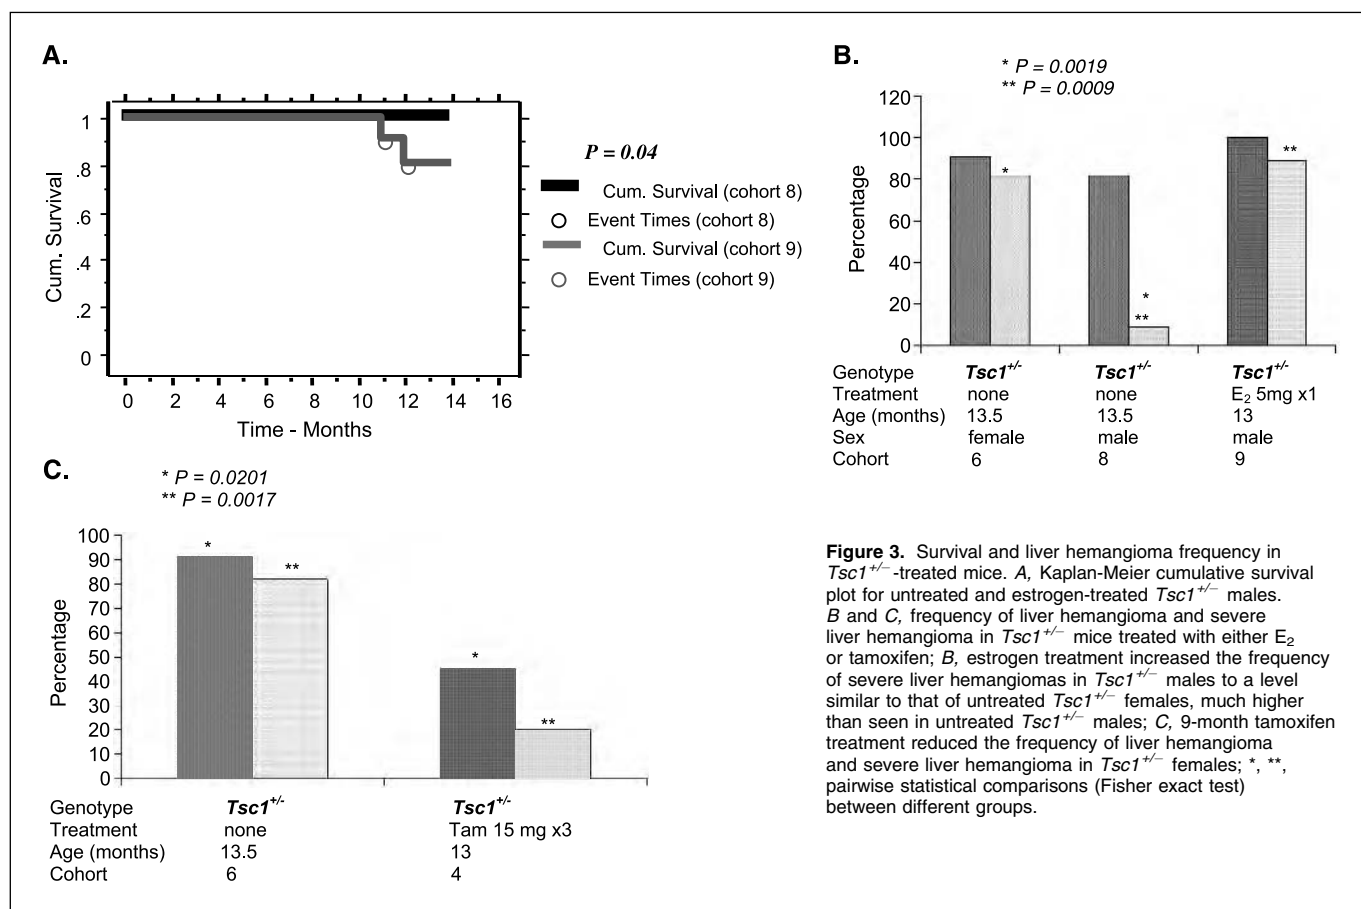 A.
1
.8
.6
.4
.2
0
Cum. Survival
0 2 4 6 8 10 12 14 16
Time - Months
P = 0.04
Cum. Survival (cohort 8)
Event Times (cohort 8)
Cum. Survival (cohort 9)
Event Times (cohort 9)
B.
* P = 0.0019
** P = 0.0009
120
100
80
60
40
20
0
Percentage
*
*
**
**
Genotype Tsc1+/- Tsc1+/- Tsc1+/-
Treatment none none E2 5mg x1
Age (months) 13.5 13.5 13
Sex female male male
Cohort 6 8 9
C.
* P = 0.0201
** P = 0.0017
100
90
80
70
60
50
40
30
20
10
0
Percentage
*
**
*
**
Genotype Tsc1+/- Tsc1+/-
Treatment none Tam 15 mg x3
Age (months) 13.5 13
Cohort 6 4
Figure 3. Survival and liver hemangioma frequency in
Tsc1+/−-treated mice. A, Kaplan-Meier cumulative survival
plot for untreated and estrogen-treated Tsc1+/− males.
B and C, frequency of liver hemangioma and severe
liver hemangioma in Tsc1+/− mice treated with either E2
or tamoxifen; B, estrogen treatment increased the frequency
of severe liver hemangiomas in Tsc1+/− males to a level
similar to that of untreated Tsc1+/− females, much higher
than seen in untreated Tsc1+/− males; C, 9-month tamoxifen
treatment reduced the frequency of liver hemangioma
and severe liver hemangioma in Tsc1+/− females; *, **,
pairwise statistical comparisons (Fisher exact test)
between different groups.